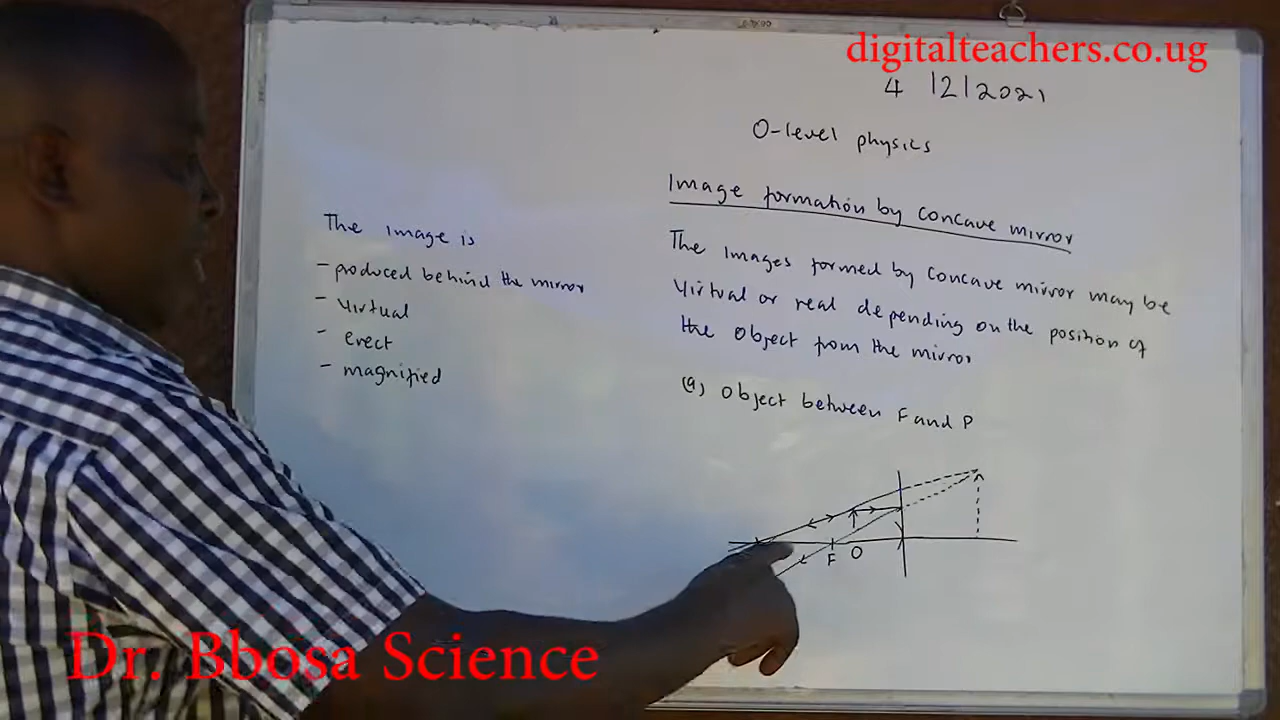 digitalteachers.co.ug
4 12 2021
O-level physics
Image formation by concave mirror
The images formed by concave mirror may be
virtual or real depending on the position of
the object from the mirror
(a) object between F and P
F O
The image is
- produced behind the mirror
- virtual
- erect
- magnified
Dr. Bbosa Science